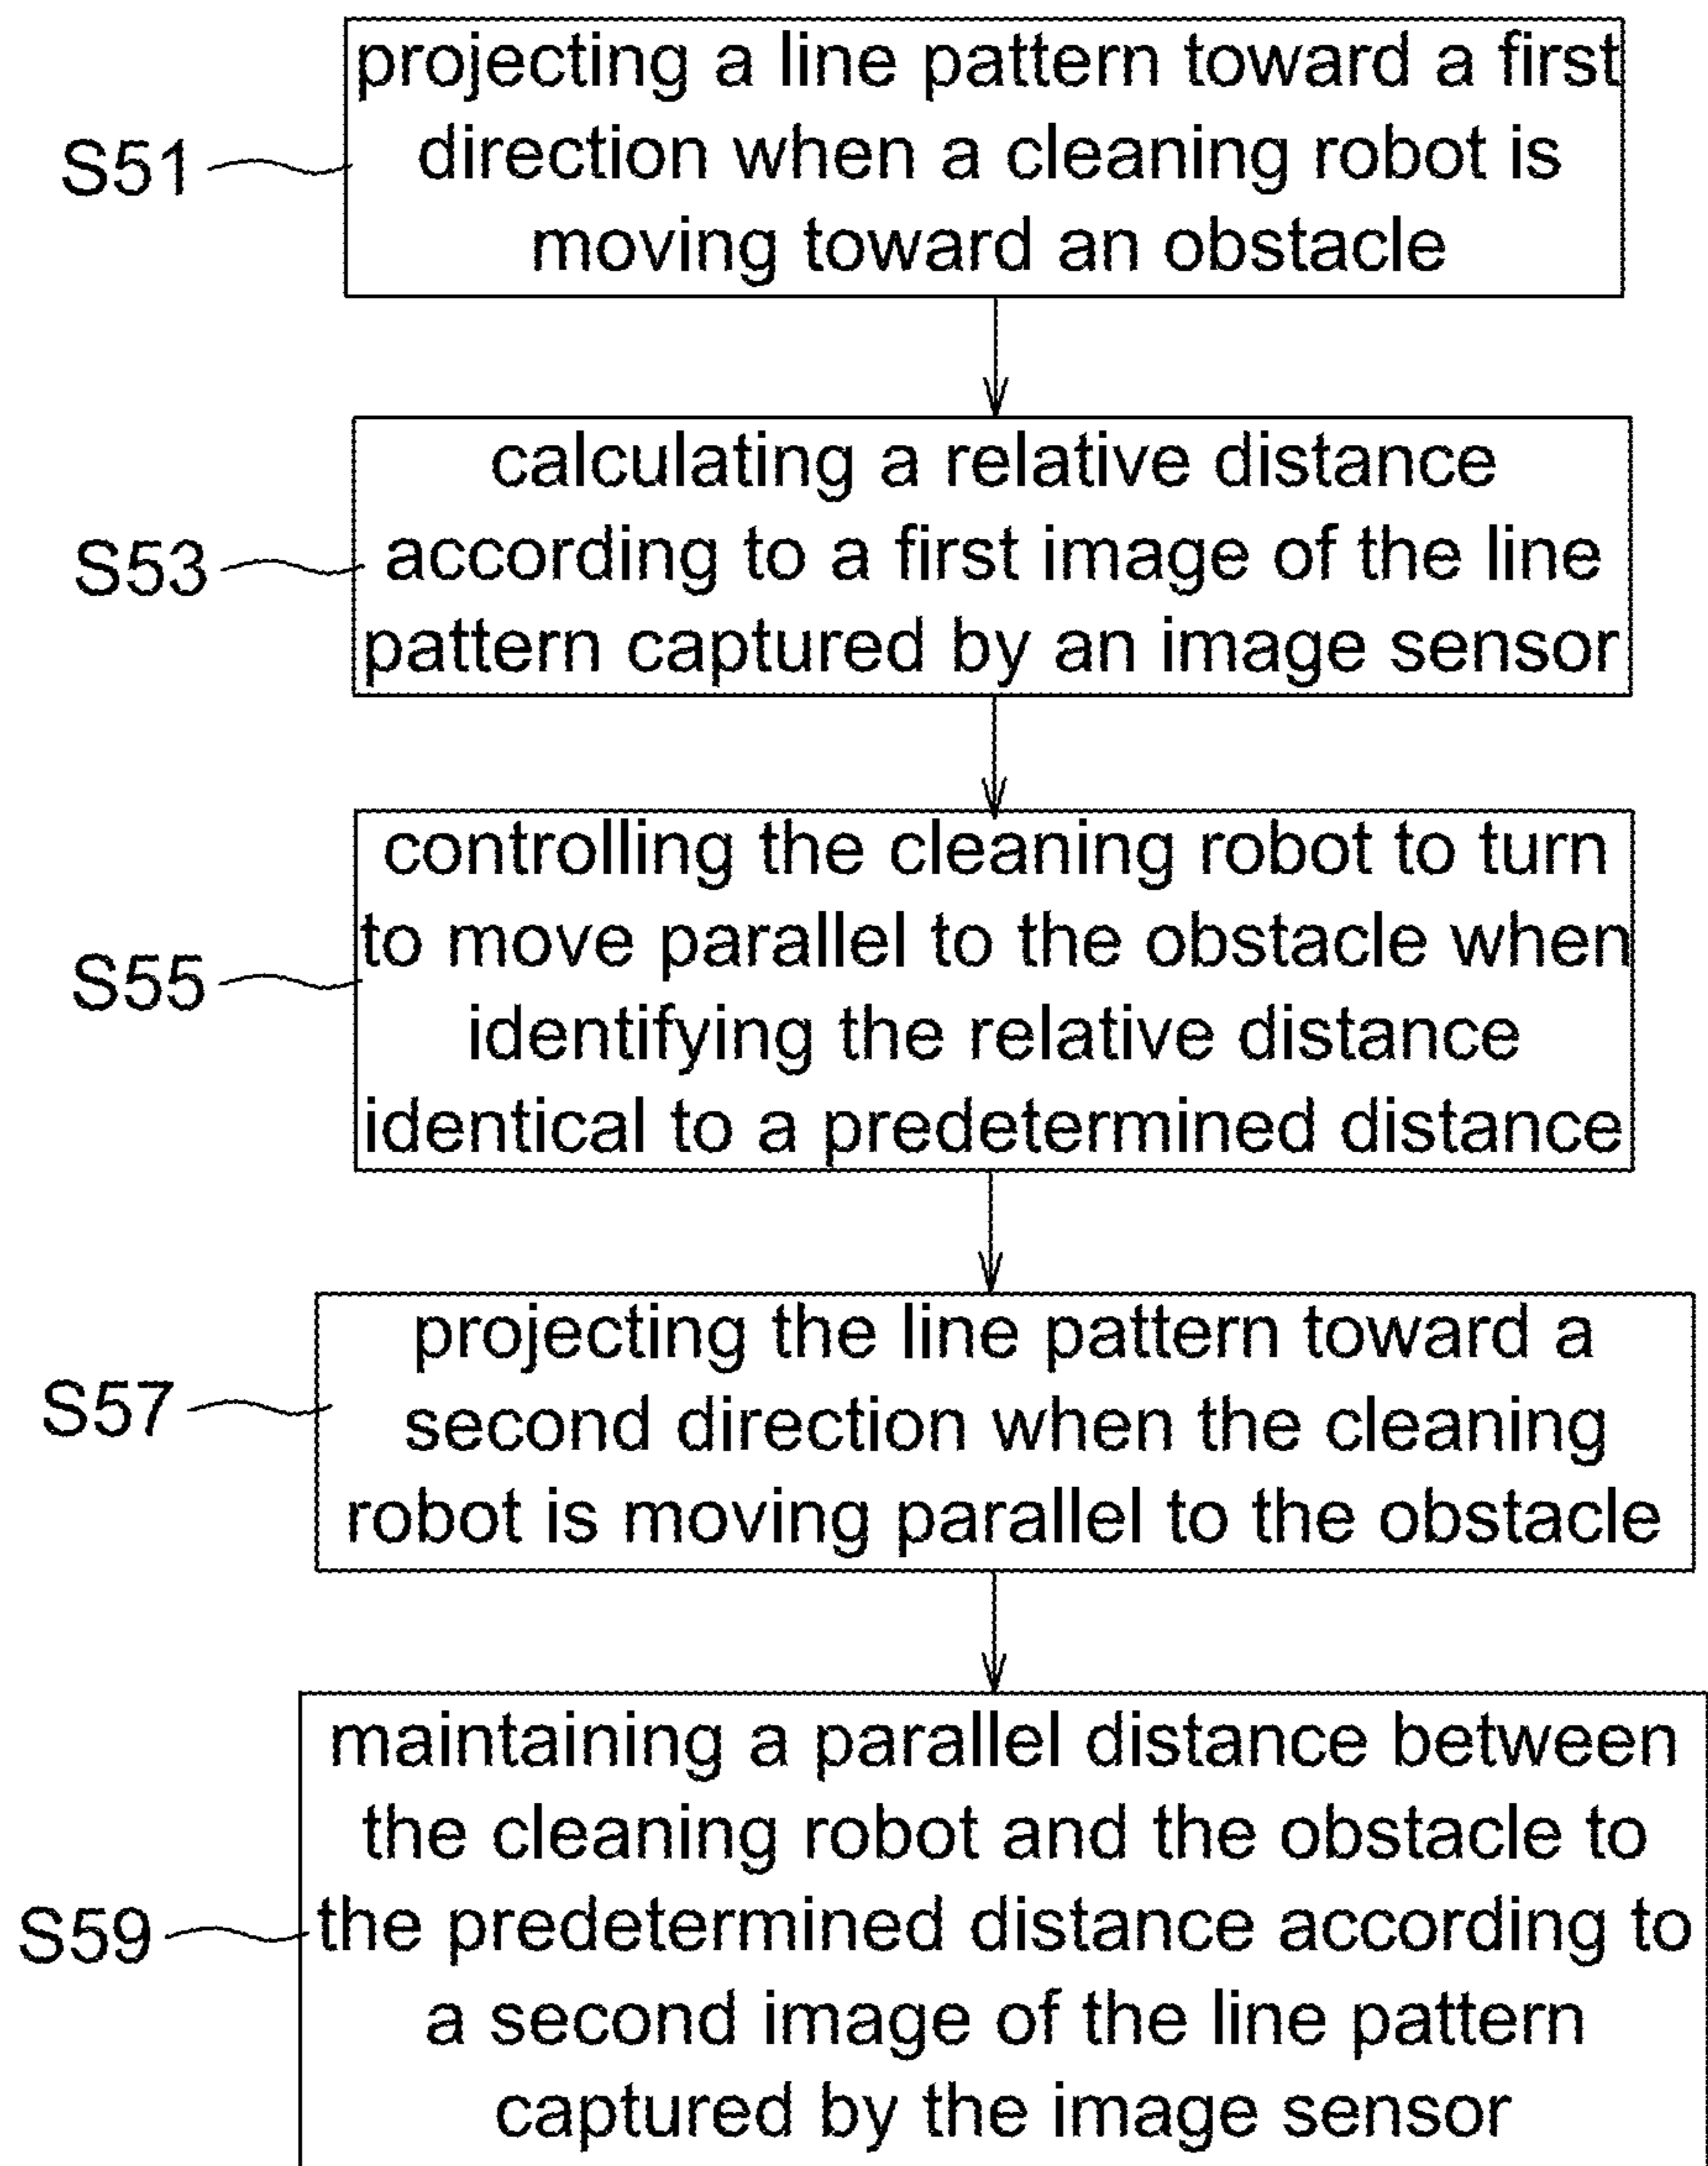 projecting a line pattern toward a first
direction when a cleaning robot is
moving toward an obstacle
S51
calculating a relative distance
according to a first image of the line
pattern captured by an image sensor
S53
controlling the cleaning robot to turn
to move parallel to the obstacle when
identifying the relative distance
identical to a predetermined distance
S55
projecting the line pattern toward a
second direction when the cleaning
robot is moving parallel to the obstacle
S57
maintaining a parallel distance between
the cleaning robot and the obstacle to
the predetermined distance according to
a second image of the line pattern
captured by the image sensor
S59